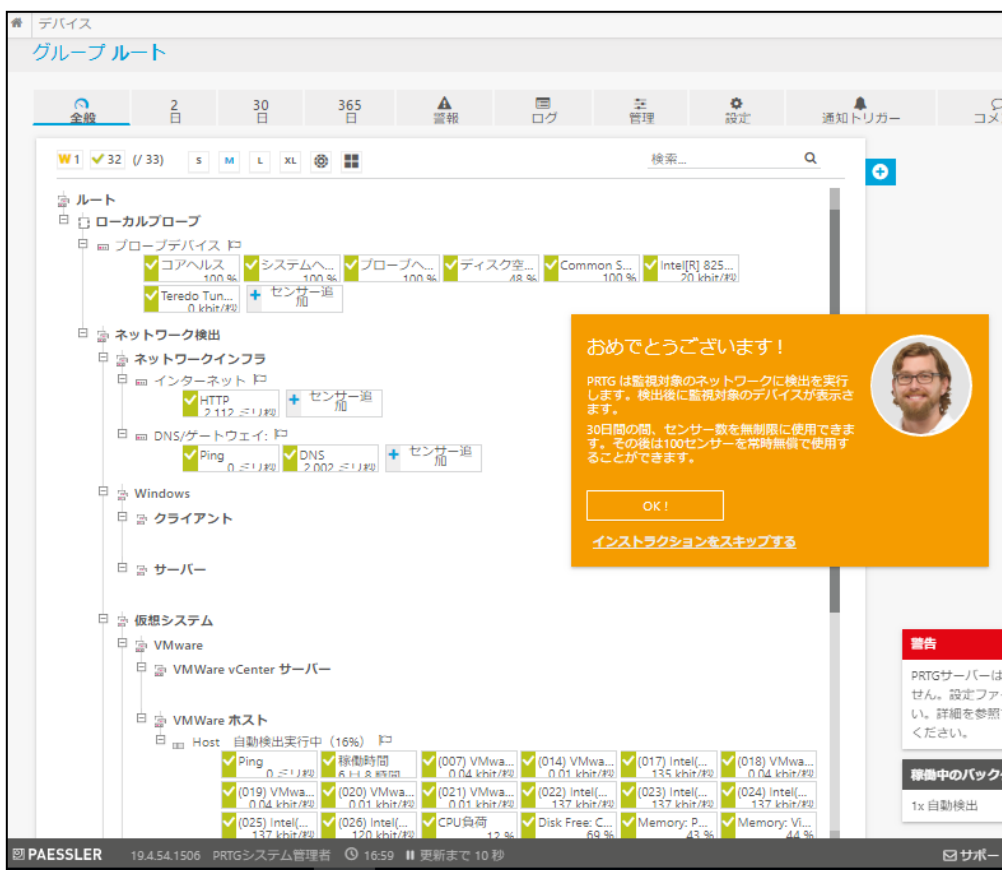 デバイス
グループ ルート
全般
2
日
30
日
365
日
警報
ログ
管理
設定
通知トリガー
コメ
W 1 32 (/ 33) S M L XL
検索...
ルート
ローカルプローブ
プローブデバイス
コアヘルス
100 %
システムヘ...
100 %
プローブヘ...
100 %
ディスク空...
48 %
Common S...
100 %
Intel[R] 825...
20 kbit/秒
Teredo Tun...
0 kbit/秒
センサー追
加
ネットワーク検出
ネットワークインフラ
インターネット
HTTP
2,112 ミリ秒
センサー追
加
DNS/ゲートウェイ:
Ping
0 ミリ秒
DNS
2,002 ミリ秒
センサー追
加
Windows
クライアント
サーバー
仮想システム
VMware
VMWare vCenter サーバー
VMWare ホスト
Host 自動検出実行中（16%）
Ping
0 ミリ秒
稼働時間
6 日 8 時間
(007) VMwa...
0.04 kbit/秒
(014) VMwa...
0.01 kbit/秒
(017) Intel(...
135 kbit/秒
(018) VMwa...
0.04 kbit/秒
(019) VMwa...
0.04 kbit/秒
(020) VMwa...
0.01 kbit/秒
(021) VMwa...
0.01 kbit/秒
(022) Intel(...
137 kbit/秒
(023) Intel(...
137 kbit/秒
(024) Intel(...
137 kbit/秒
(025) Intel(...
137 kbit/秒
(026) Intel(...
120 kbit/秒
CPU負荷
12 %
Disk Free: C...
69 %
Memory: P...
43 %
Memory: Vi...
44 %
おめでとうございます！
PRTG は監視対象のネットワークに検出を実行
します。検出後に監視対象のデバイスが表示さ
れます。
30日間の間、センサー数を無制限に使用できま
す。その後は100センサーを常時無償で使用す
ることができます。
OK！
インストラクションをスキップする
警告
PRTGサーバーは
せん。設定ファ
い。詳細を参照
ください。
稼働中のバック
1x 自動検出
PAESSLER 19.4.54.1506 PRTGシステム管理者 16:59 更新まで 10 秒
サポー